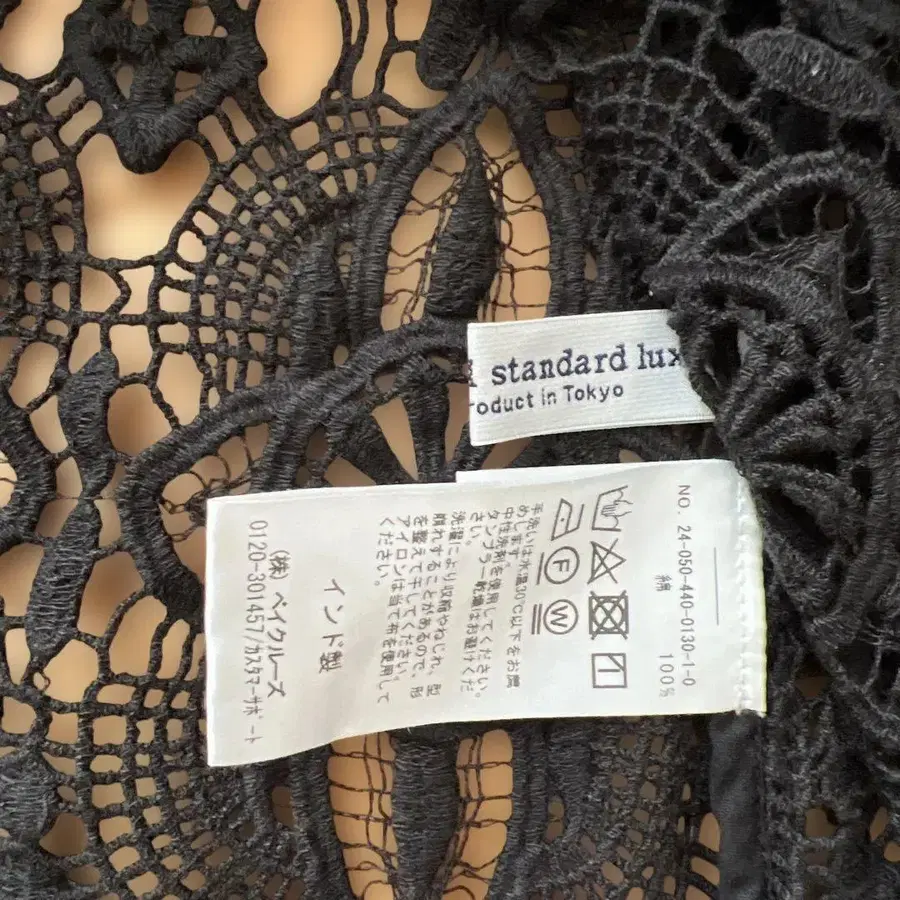 standard lux
roduct in Tokyo
NO. 24-050-440-0130-1-0
綿 100%
F
W
手洗いは水温30℃以下をお薦
めします。
中性洗剤を使用してください。
タンブラー乾燥はお避けくだ
さい。
洗濯により収縮やねじれ、型
崩れすることがあるので、形
を整えて干してください。
アイロンは当て布を使用して
ください。
インド製
(株) ベイクルーズ
0120-301457/カスタマーサポート